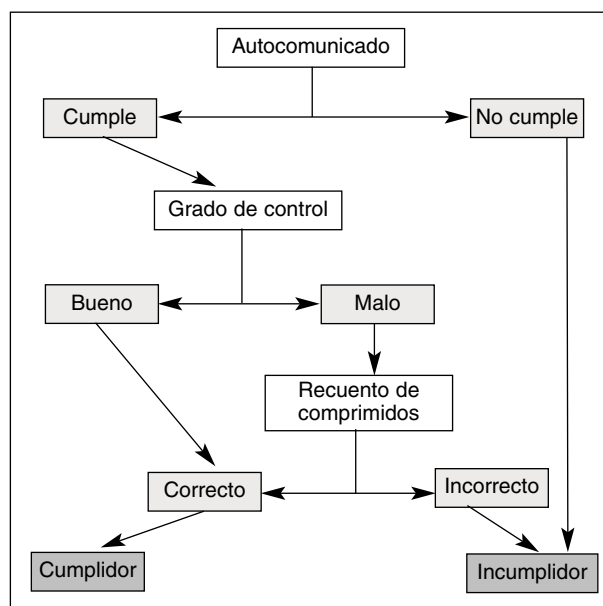 Autocomunicado
Cumple
No cumple
Grado de control
Bueno
Malo
Recuento de
comprimidos
Correcto
Incorrecto
Cumplidor
Incumplidor